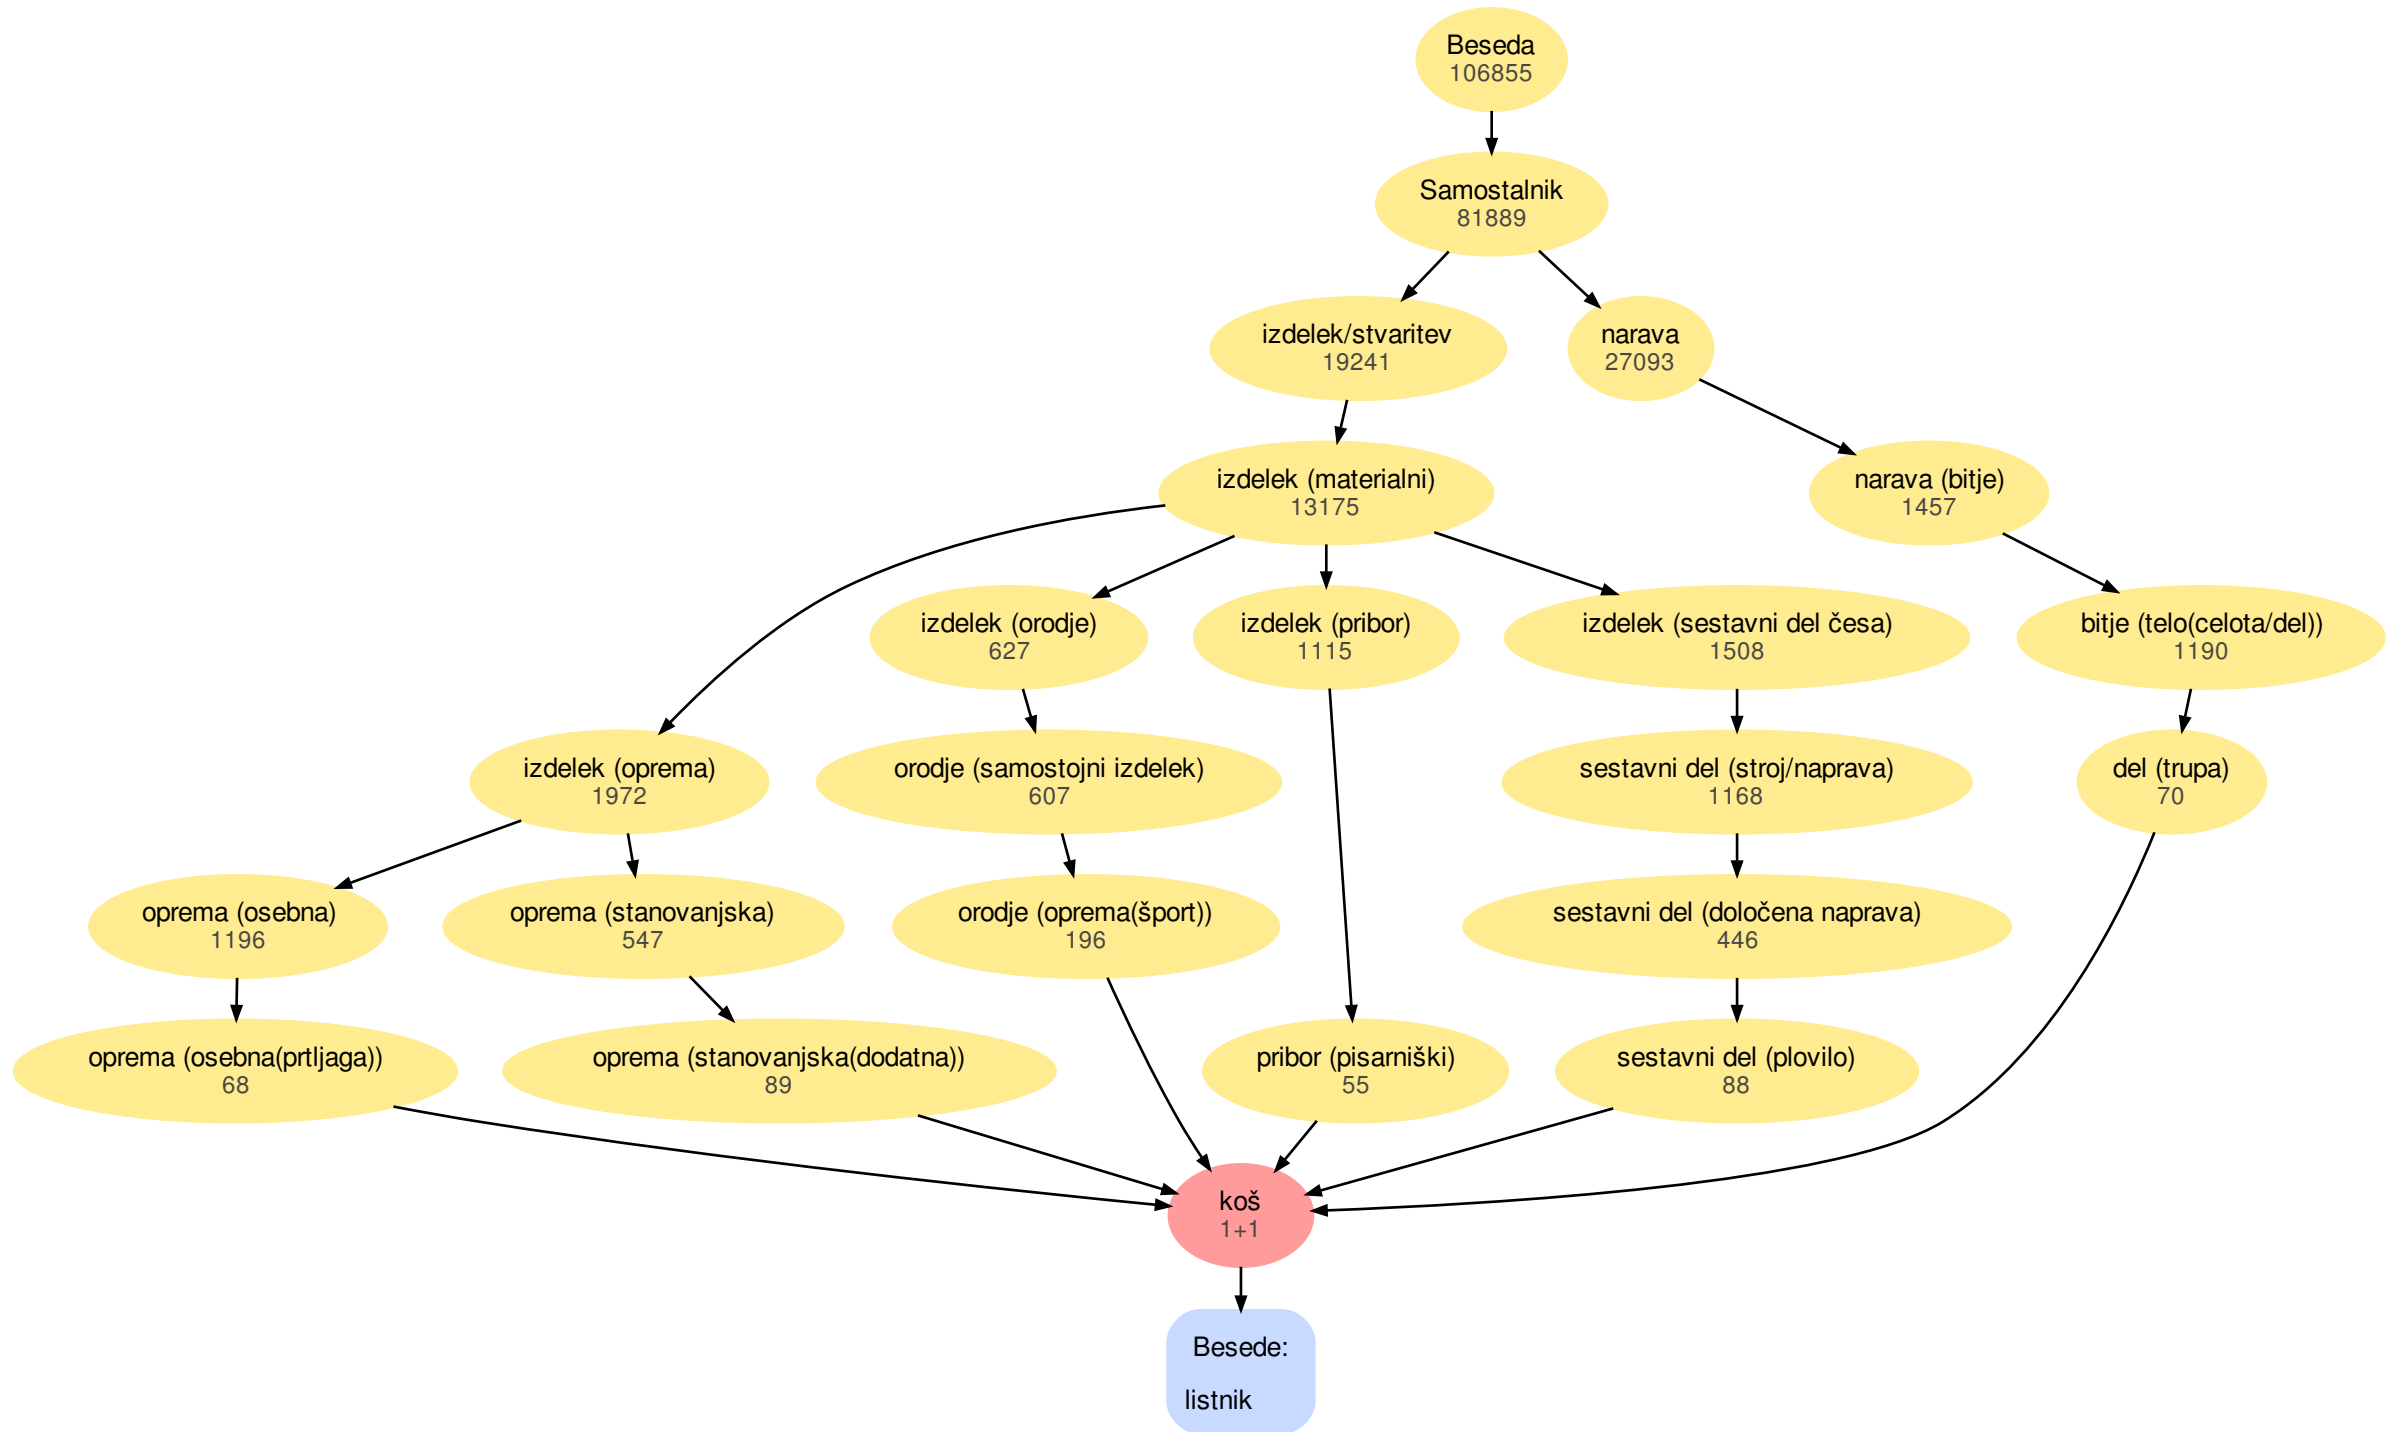 Beseda
106855
Samostalnik
81889
izdelek/stvaritev
19241
narava
27093
izdelek (materialni)
13175
narava (bitje)
1457
izdelek (orodje)
627
izdelek (pribor)
1115
izdelek (sestavni del česa)
1508
bitje (telo(celota/del))
1190
izdelek (oprema)
1972
orodje (samostojni izdelek)
607
sestavni del (stroj/naprava)
1168
del (trupa)
70
oprema (osebna)
1196
oprema (stanovanjska)
547
orodje (oprema(šport))
196
sestavni del (določena naprava)
446
oprema (osebna(prtljaga))
68
oprema (stanovanjska(dodatna))
89
pribor (pisarniški)
55
sestavni del (plovilo)
88
koš
1+1
Besede:
listnik